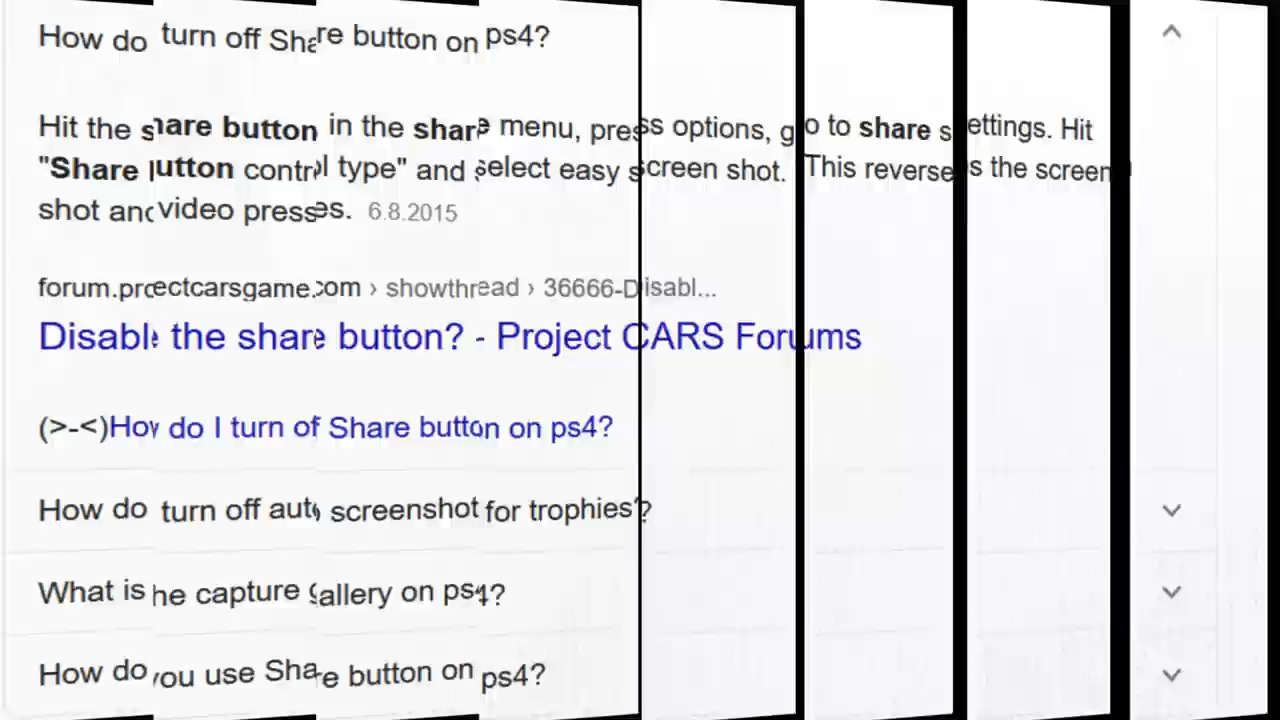 How do turn off Share button on ps4?
Hit the share button in the share menu, press options, go to share settings. Hit
"Share button control type" and select easy screen shot. This reverses the screen
shot and video presses. 6.8.2015
forum.projectcarsgame.com › showthread › 36666-Disabl...
Disable the share button? - Project CARS Forums
(>-<)How do I turn of Share button on ps4?
How do turn off auto screenshot for trophies?
What is the capture gallery on ps4?
How do you use Share button on ps4?